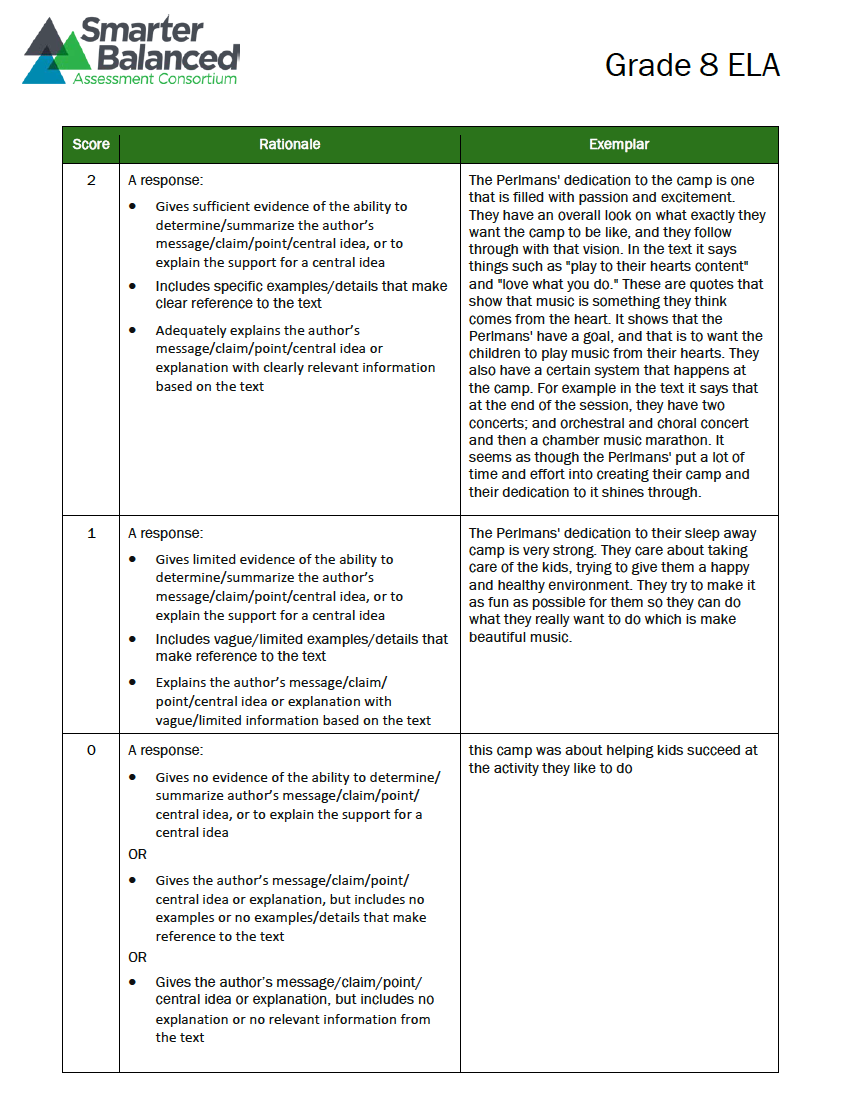 Smarter
Balanced
Assessment Consortium
Grade 8 ELA
Score
Rationale
Exemplar
2
A response:
• Gives sufficient evidence of the ability to
determine/summarize the author's
message/claim/point/central idea, or to
explain the support for a central idea
• Includes specific examples/details that make
clear reference to the text
• Adequately explains the author's
message/claim/point/central idea or
explanation with clearly relevant information
based on the text
The Perlmans' dedication to the camp is one
that is filled with passion and excitement.
They have an overall look on what exactly they
want the camp to be like, and they follow
through with that vision. In the text it says
things such as "play to their hearts content"
and "love what you do." These are quotes that
show that music is something they think
comes from the heart. It shows that the
Perlmans' have a goal, and that is to want the
children to play music from their hearts. They
also have a certain system that happens at
the camp. For example in the text it says that
at the end of the session, they have two
concerts; and orchestral and choral concert
and then a chamber music marathon. It
seems as though the Perlmans' put a lot of
time and effort into creating their camp and
their dedication to it shines through.
1
A response:
• Gives limited evidence of the ability to
determine/summarize the author's
message/claim/point/central idea, or to
explain the support for a central idea
• Includes vague/limited examples/details that
make reference to the text
• Explains the author's message/claim/
point/central idea or explanation with
vague/limited information based on the text
The Perlmans' dedication to their sleep away
camp is very strong. They care about taking
care of the kids, trying to give them a happy
and healthy environment. They try to make it
as fun as possible for them so they can do
what they really want to do which is make
beautiful music.
0
A response:
• Gives no evidence of the ability to determine/
summarize author's message/claim/point/
central idea, or to explain the support for a
central idea
OR
• Gives the author's message/claim/point/
central idea or explanation, but includes no
examples or no examples/details that make
reference to the text
OR
• Gives the author's message/claim/point/
central idea or explanation, but includes no
explanation or no relevant information from
the text
this camp was about helping kids succeed at
the activity they like to do